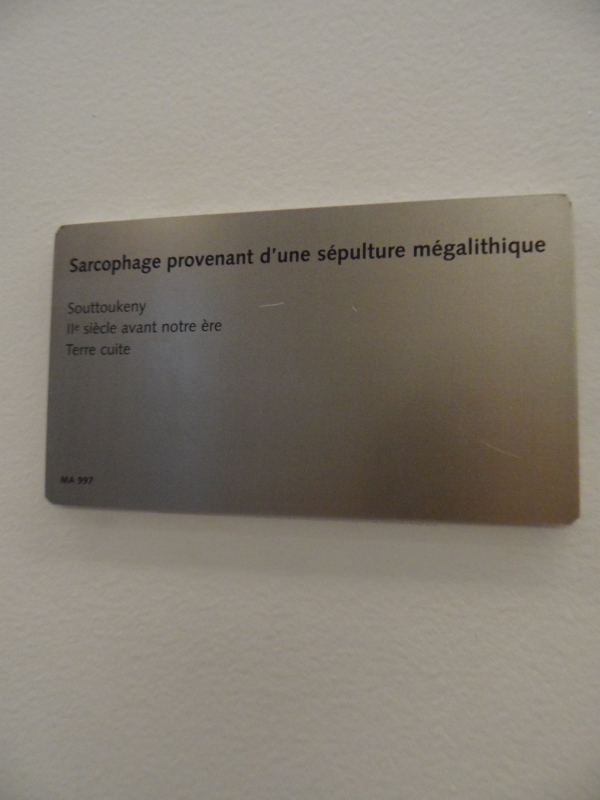 Sarcophage provenant d'une sépulture mégalithique
Souttoukeny
IIe siècle avant notre ère
Terre cuite
MA 997